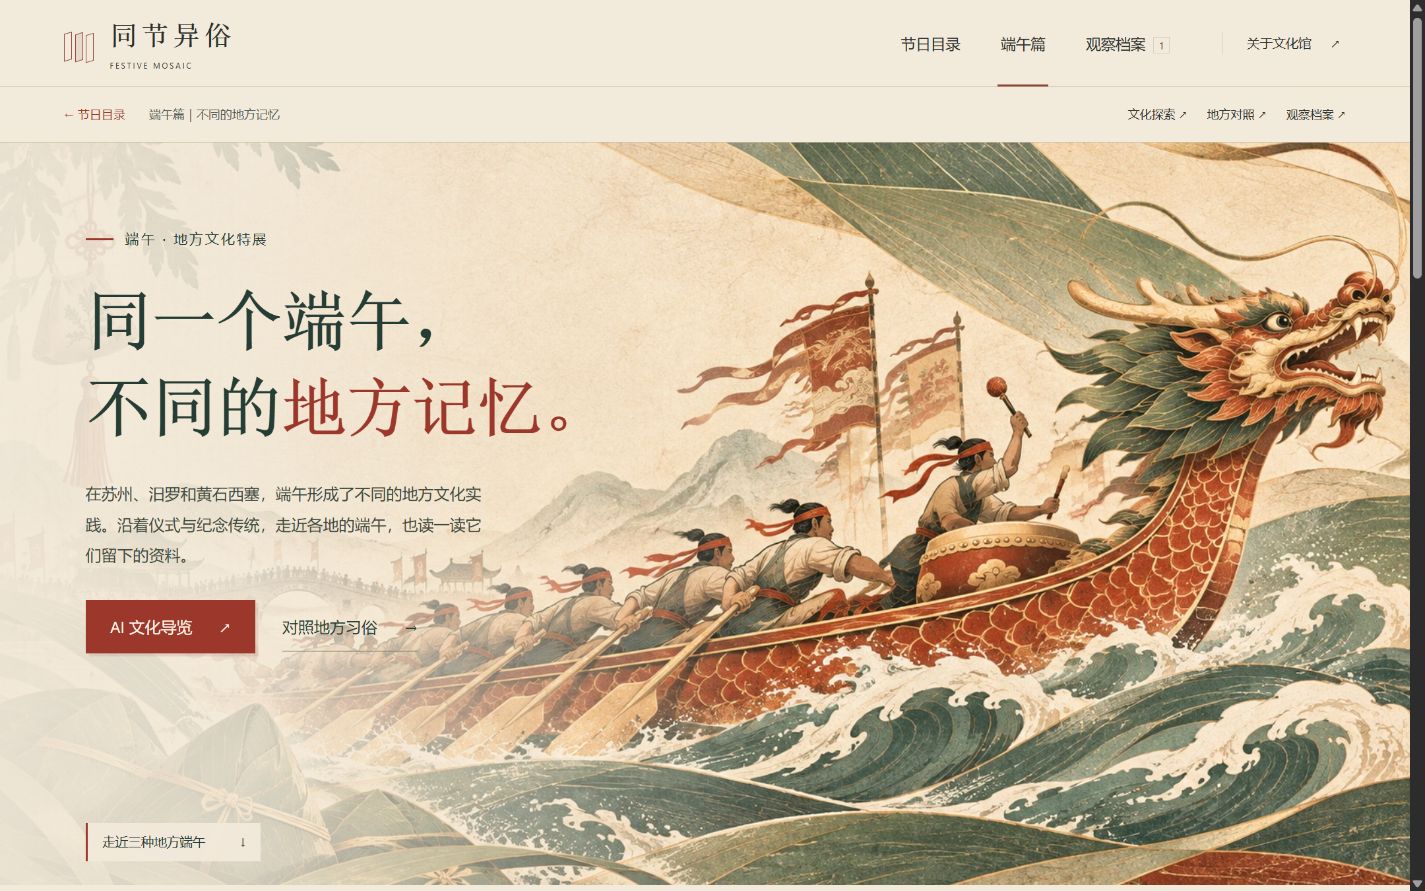 同节异俗
FESTIVE MOSAIC
节日目录
端午篇
观察档案 1
关于文化馆 ↗
← 节日目录
端午篇 | 不同的地方记忆
文化探索 ↗
地方对照 ↗
观察档案 ↗
端午 · 地方文化特展
同一个端午，
不同的地方记忆。
在苏州、汨罗和黄石西塞，端午形成了不同的地方文化实
践。沿着仪式与纪念传统，走近各地的端午，也读一读它
们留下的资料。
AI 文化导览 ↗
对照地方习俗 →
走近三种地方端午 ↓